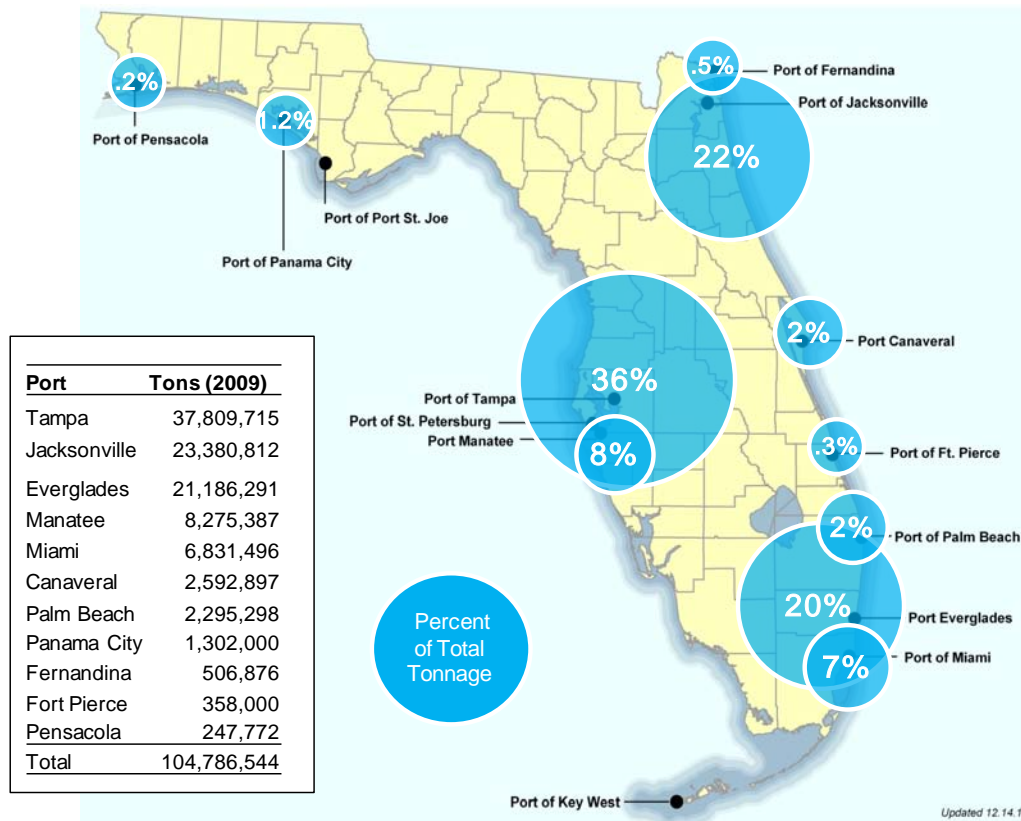 .2%
Port of Pensacola
1.2%
Port of Port St. Joe
Port of Panama City
.5%
Port of Fernandina
Port of Jacksonville
22%
2%
Port Canaveral
36%
Port of Tampa
Port of St. Petersburg
Port Manatee
8%
.3%
Port of Ft. Pierce
2%
Port of Palm Beach
20%
Port Everglades
Port of Miami
7%
Port Tons (2009)
Tampa 37,809,715
Jacksonville 23,380,812
Everglades 21,186,291
Manatee 8,275,387
Miami 6,831,496
Canaveral 2,592,897
Palm Beach 2,295,298
Panama City 1,302,000
Fernandina 506,876
Fort Pierce 358,000
Pensacola 247,772
Total 104,786,544
Percent
of Total
Tonnage
Port of Key West
Updated 12.14.1